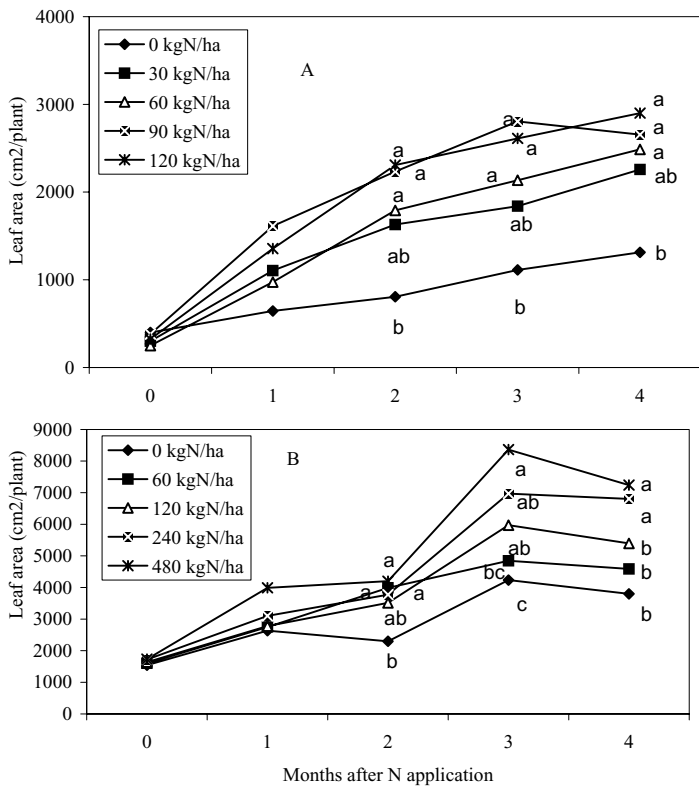 4000
3000
2000
1000
0
Leaf area (cm2/plant)
0 kgN/ha
30 kgN/ha
60 kgN/ha
90 kgN/ha
120 kgN/ha
A
a
a
a
a
a
a
a
a
a
a
ab
ab
ab
b
b
b
0 1 2 3 4
9000
8000
7000
6000
5000
4000
3000
2000
1000
0
Leaf area (cm2/plant)
0 kgN/ha
60 kgN/ha
120 kgN/ha
240 kgN/ha
480 kgN/ha
B
a
a a
ab
b
a
ab
ab
bc
c
a
a
b
b
b
0 1 2 3 4
Months after N application